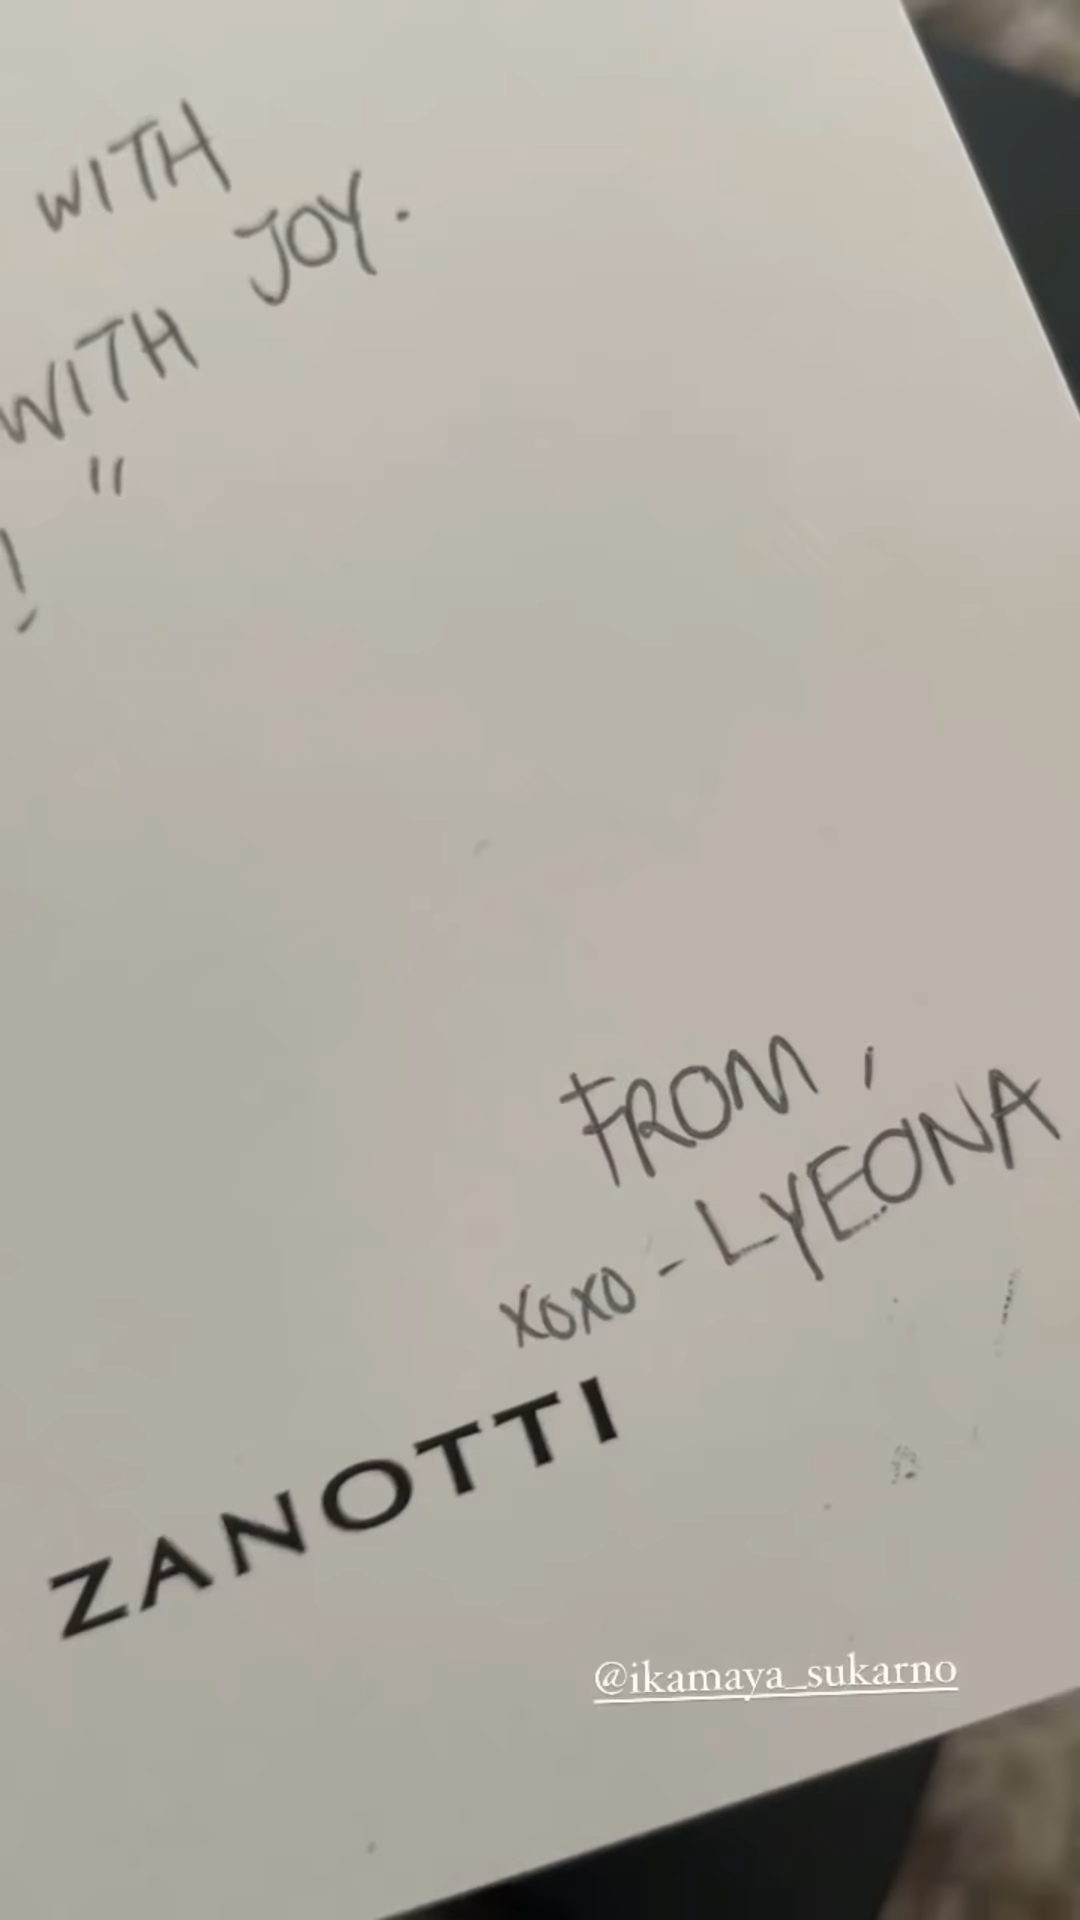 WITH
JOY.
WITH
"
!
FROM,
xoxo - LYEONA
ZANOTTI
@ikamaya_sukarno